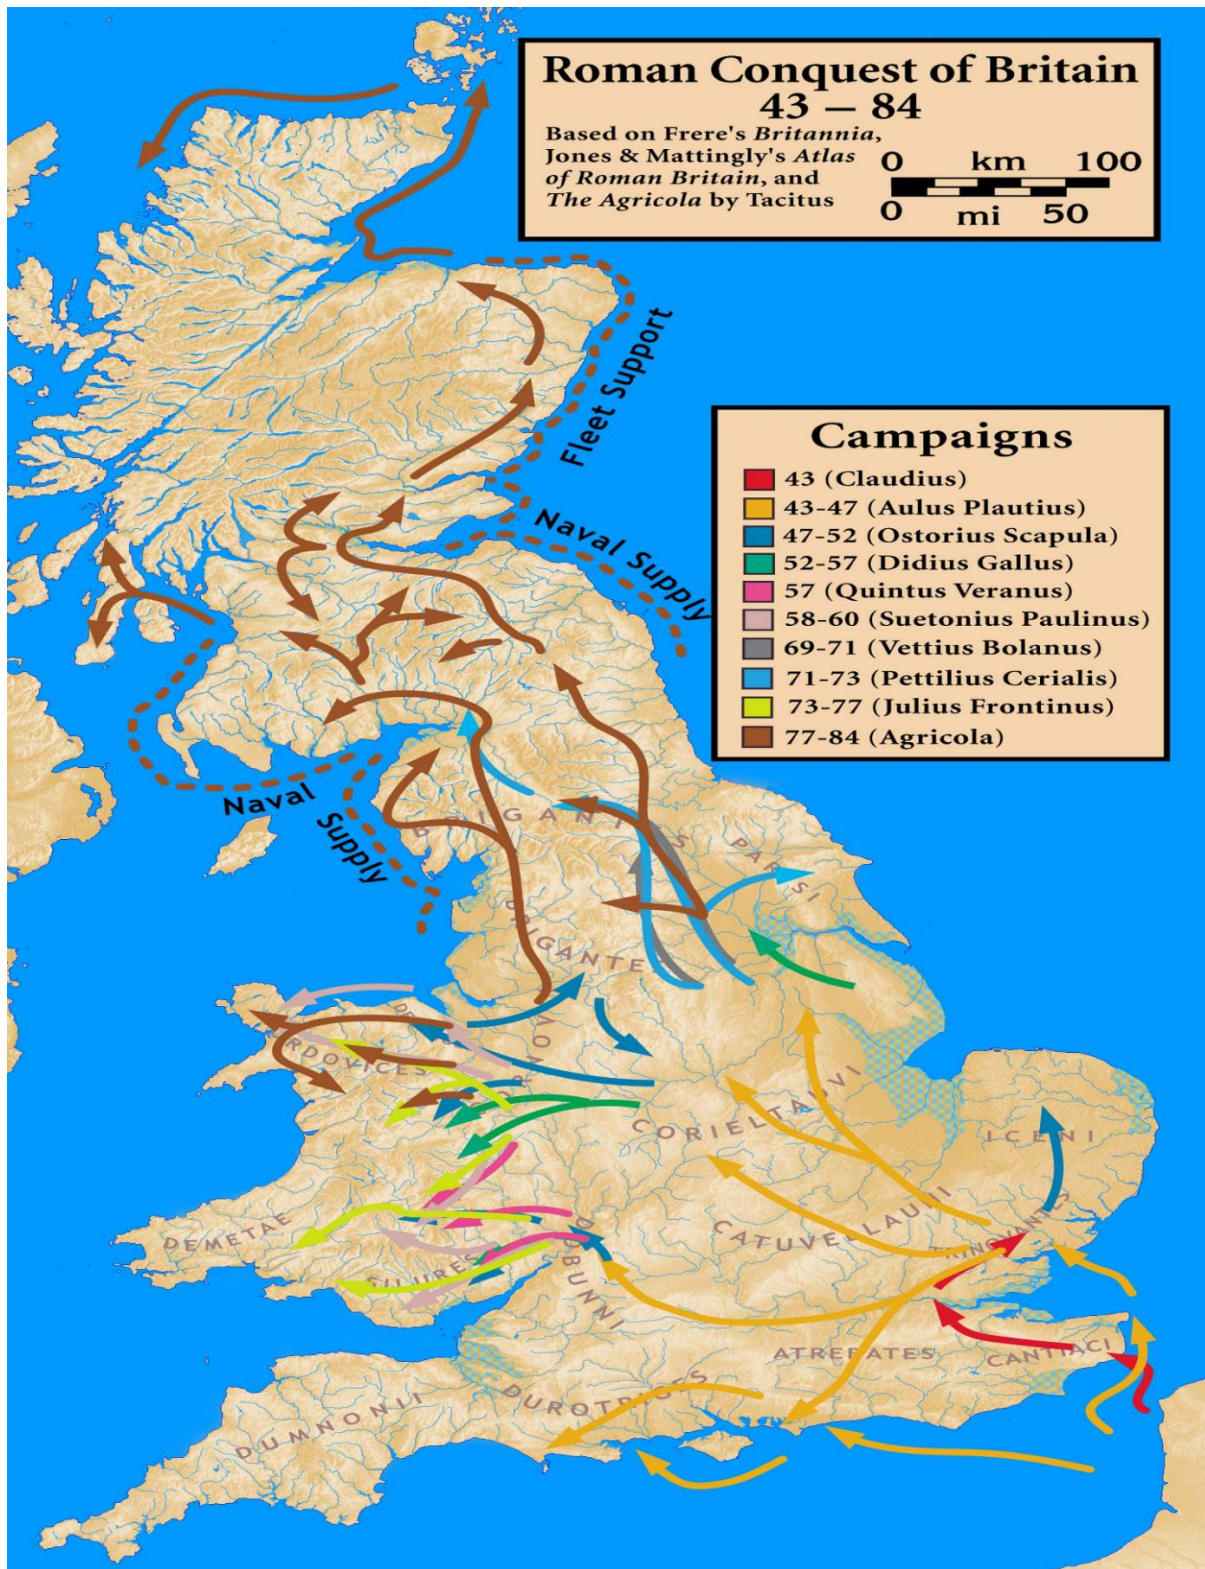 Roman Conquest of Britain
43 – 84
Based on Frere's Britannia,
Jones & Mattingly's Atlas
of Roman Britain, and
The Agricola by Tacitus
0 km 100
0 mi 50
Fleet Support
Campaigns
43 (Claudius)
43-47 (Aulus Plautius)
47-52 (Ostorius Scapula)
52-57 (Didius Gallus)
57 (Quintus Veranus)
58-60 (Suetonius Paulinus)
69-71 (Vettius Bolanus)
71-73 (Pettilius Cerialis)
73-77 (Julius Frontinus)
77-84 (Agricola)
Naval Supply
Naval
Supply
PARISI
CORIELTAUVI
ICENI
CATUVELLAUNI
DEMETAE
SILURES
DOBUNNI
ATREBATES
CANTIACI
DUROTRIGES
DUMNONII